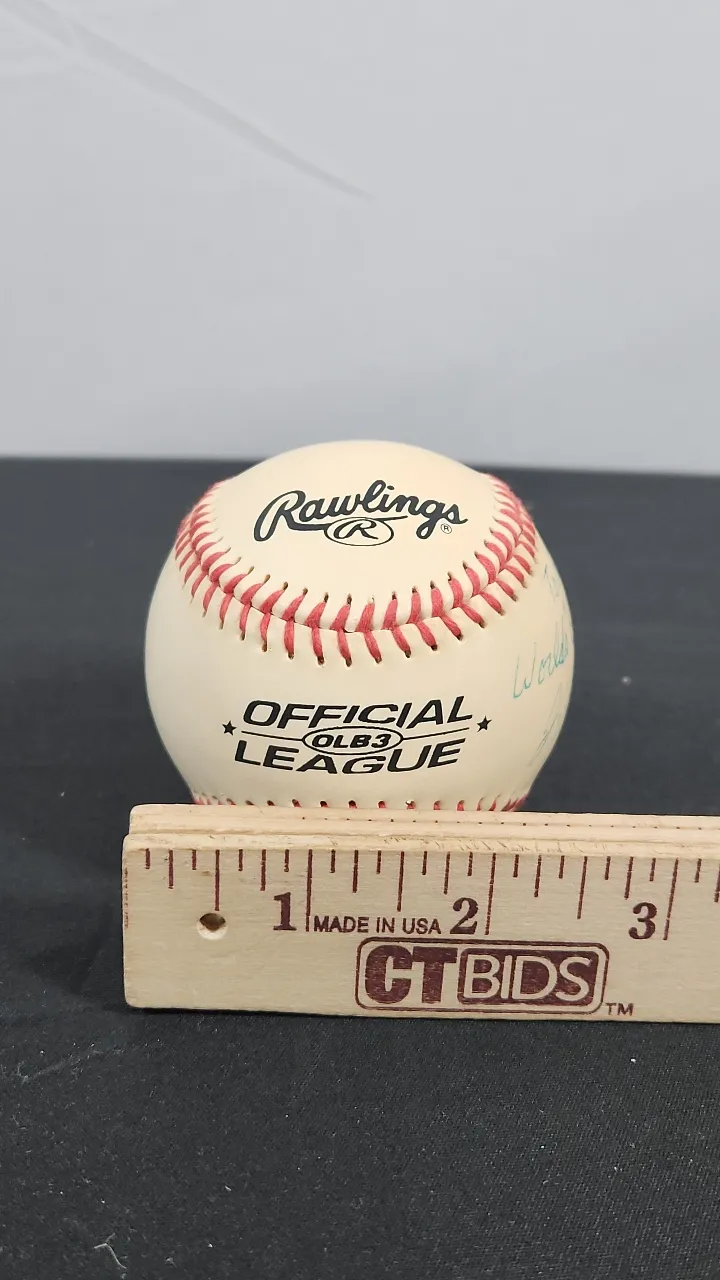 Rawlings ®
R
OFFICIAL
OLB3
LEAGUE
1 MADE IN USA 2 3
CTBIDS ™